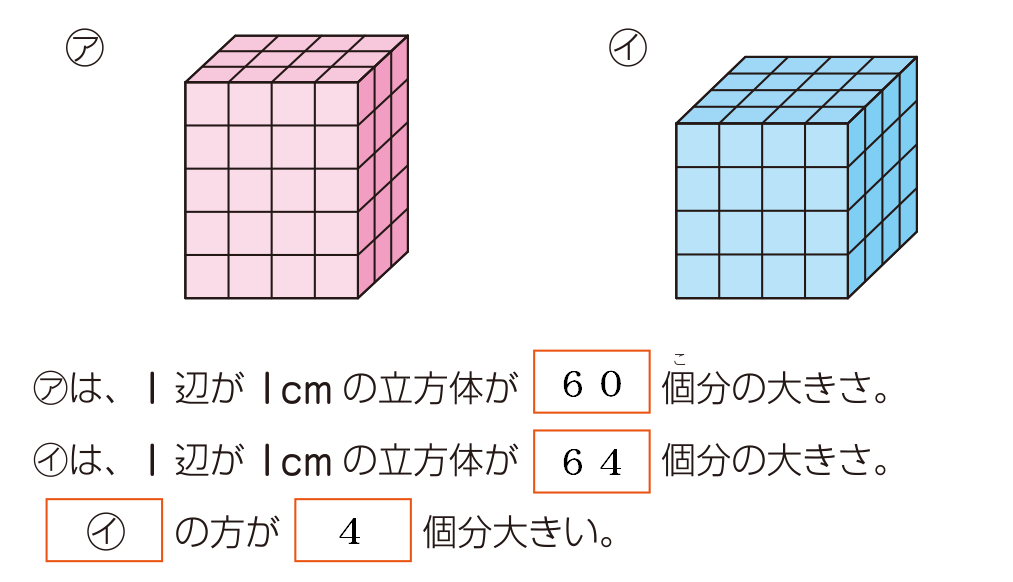 ㋐ ㋑
㋐は、1辺が1cmの立方体が 60 個分の大きさ。
こ
㋑は、1辺が1cmの立方体が 64 個分の大きさ。
㋑ の方が 4 個分大きい。